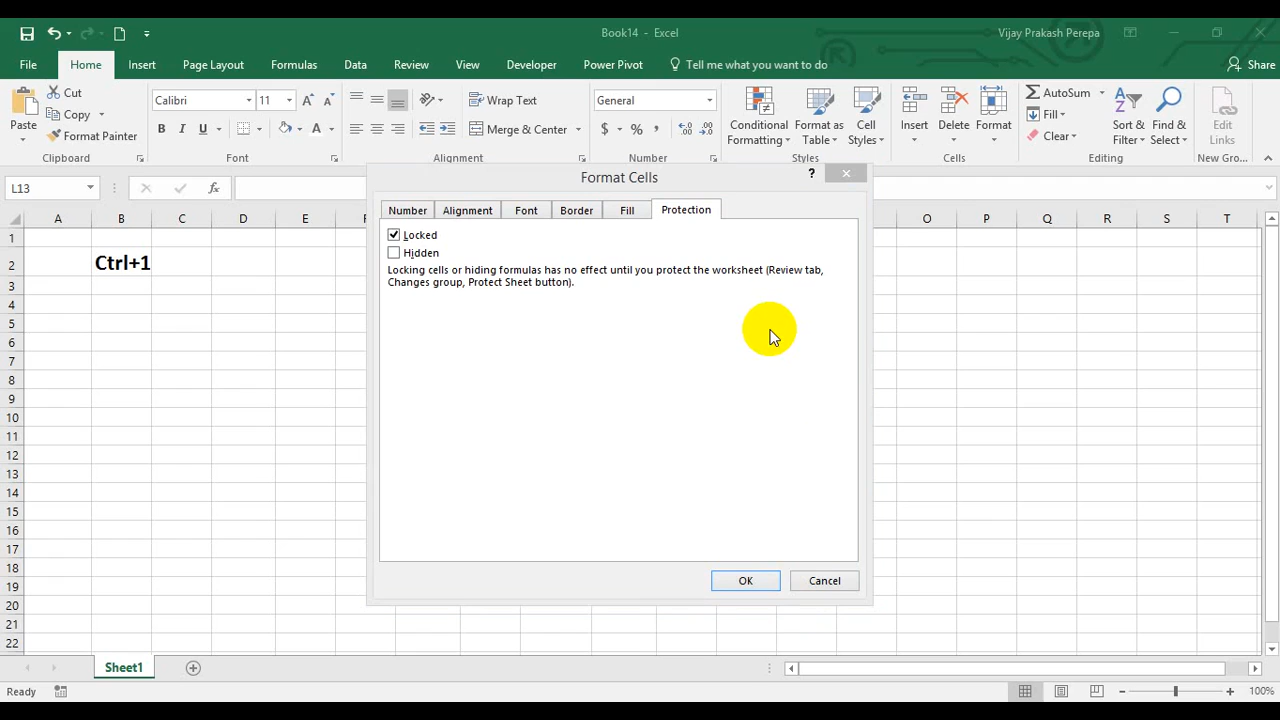 Book14 - Excel
Vijay Prakash Perepa
File Home Insert Page Layout Formulas Data Review View Developer Power Pivot Tell me what you want to do Share
Paste
Cut
Copy
Format Painter
Clipboard
Calibri 11
B I U
Font
Wrap Text
Merge & Center
Alignment
General
$ % ,
Number
Conditional
Formatting
Format as
Table
Cell
Styles
Styles
Insert
Delete
Format
Cells
AutoSum
Fill
Clear
Sort &
Filter
Find &
Select
Editing
Edit
Links
New Gro...
L13
fx
A B C D E O P Q R S T
1
2
3
4
5
6
7
8
9
10
11
12
13
14
15
16
17
18
19
20
21
22
Ctrl+1
Format Cells
?
Number Alignment Font Border Fill Protection
Locked
Hidden
Locking cells or hiding formulas has no effect until you protect the worksheet (Review tab,
Changes group, Protect Sheet button).
OK Cancel
Sheet1
Ready
100%